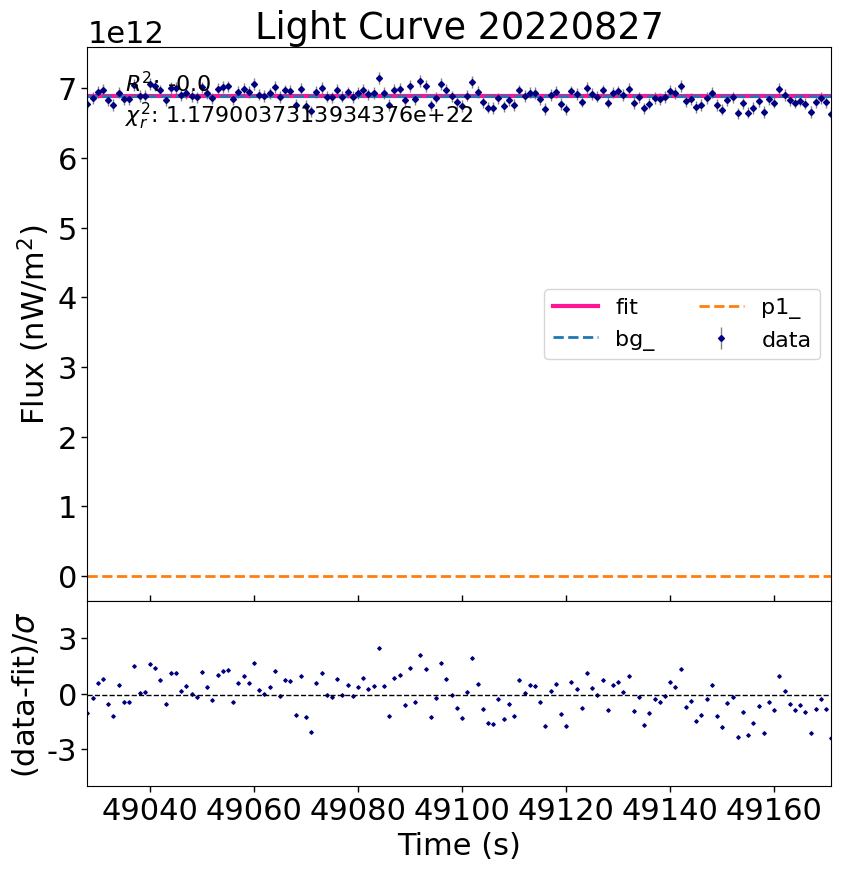 Light Curve 20220827
1e12
R²: -0.0
χ²ᵣ: 1.1790037313934376e+22
7
6
5
4
3
2
1
0
Flux (nW/m²)
fit
bg_
p1_
data
3
0
-3
(data-fit)/σ
49040 49060 49080 49100 49120 49140 49160
Time (s)